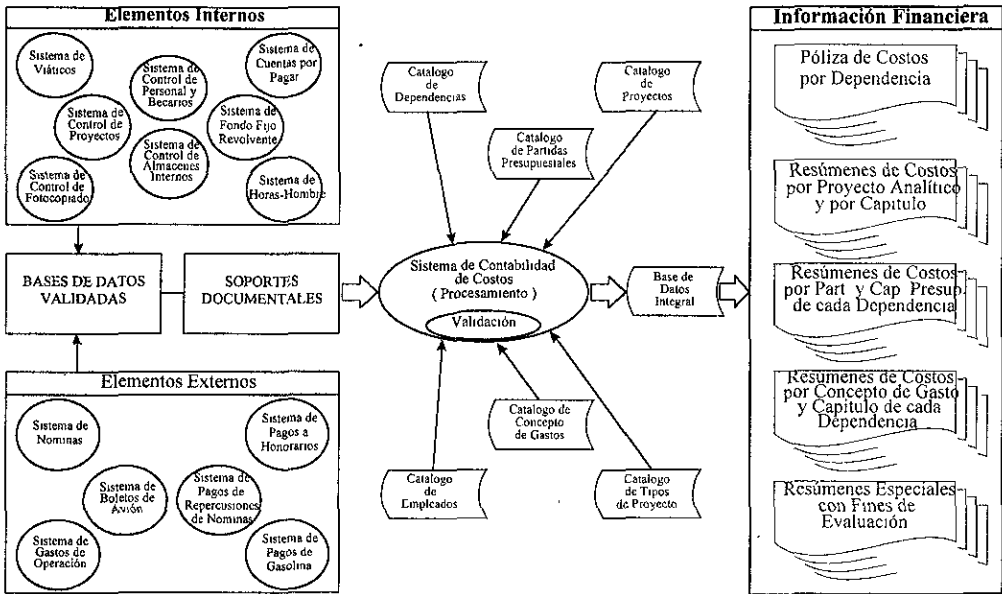 Elementos Internos
Sistema de
Viáticos
Sistema de
Control de
Personal y
Becarios
Sistema de
Cuentas por
Pagar
Sistema de
Control de
Proyectos
Sistema de
Fondo Fijo
Revolvente
Sistema de
Control de
Almacenes
Internos
Sistema de
Control de
Fotocopiado
Sistema de
Horas-Hombre
BASES DE DATOS
VALIDADAS
SOPORTES
DOCUMENTALES
Elementos Externos
Sistema de
Nominas
Sistema de
Pagos a
Honorarios
Sistema de
Boletos de
Avión
Sistema de
Pagos de
Repercusiones
de Nominas
Sistema de
Gastos de
Operación
Sistema de
Pagos de
Gasolina
Catalogo
de
Dependencias
Catalogo
de
Proyectos
Catalogo
de Partidas
Presupuestales
Sistema de Contabilidad
de Costos
( Procesamiento )
Validación
Base de
Datos
Integral
Catalogo de
Concepto
de Gastos
Catalogo
de
Empleados
Catalogo
de Tipos
de Proyecto
Información Financiera
Póliza de Costos
por Dependencia
Resúmenes de Costos
por Proyecto Analítico
y por Capitulo
Resúmenes de Costos
por Part y Cap Presup.
de cada Dependencia
Resúmenes de Costos
por Concepto de Gasto
y Capitulo de cada
Dependencia
Resúmenes Especiales
con Fines de
Evaluación